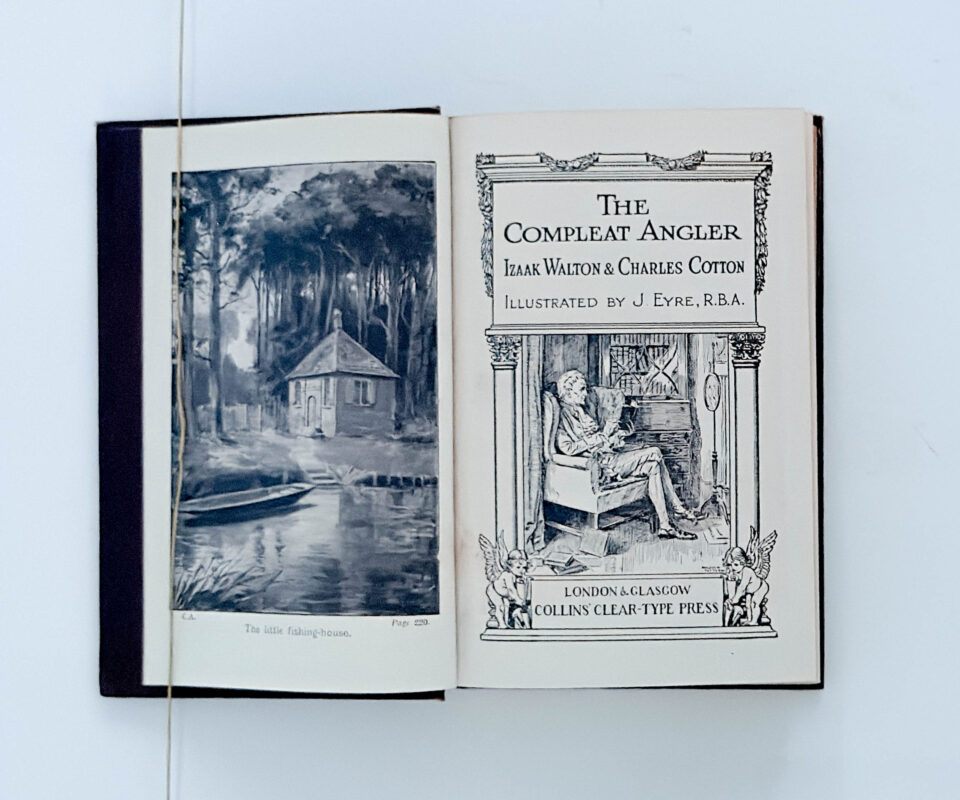 C.A.
Page 220.
The little fishing-house.
THE
COMPLEAT ANGLER
IZAAK WALTON & CHARLES COTTON
ILLUSTRATED BY J. EYRE, R.B.A.
LONDON & GLASGOW
COLLINS' CLEAR-TYPE PRESS